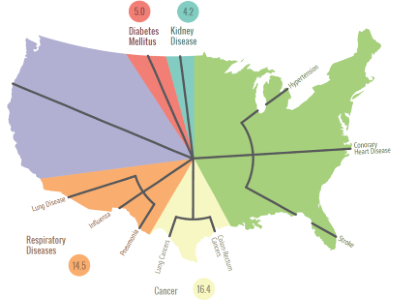 5.0
4.2
Diabetes
Mellitus
Kidney
Disease
Hypertension
Coronary
Heart Disease
Stroke
Lung Disease
Influenza
Pneumonia
Respiratory
Diseases
14.5
Lung Cancers
Colon-Rectum
Cancers
Cancer
16.4